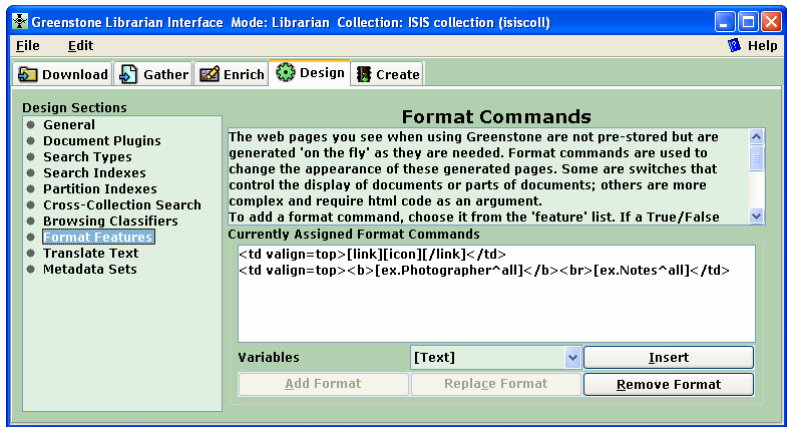 Greenstone Librarian Interface Mode: Librarian Collection: ISIS collection (isiscoll)
File Edit Help
Download Gather Enrich Design Create
Design Sections
General
Document Plugins
Search Types
Search Indexes
Partition Indexes
Cross-Collection Search
Browsing Classifiers
Format Features
Translate Text
Metadata Sets
Format Commands
The web pages you see when using Greenstone are not pre-stored but are
generated 'on the fly' as they are needed. Format commands are used to
change the appearance of these generated pages. Some are switches that
control the display of documents or parts of documents; others are more
complex and require html code as an argument.
To add a format command, choose it from the 'feature' list. If a True/False
Currently Assigned Format Commands
<td valign=top>[link][icon][/link]</td>
<td valign=top><b>[ex.Photographer^all]</b><br>[ex.Notes^all]</td>
Variables [Text] Insert
Add Format Replace Format Remove Format